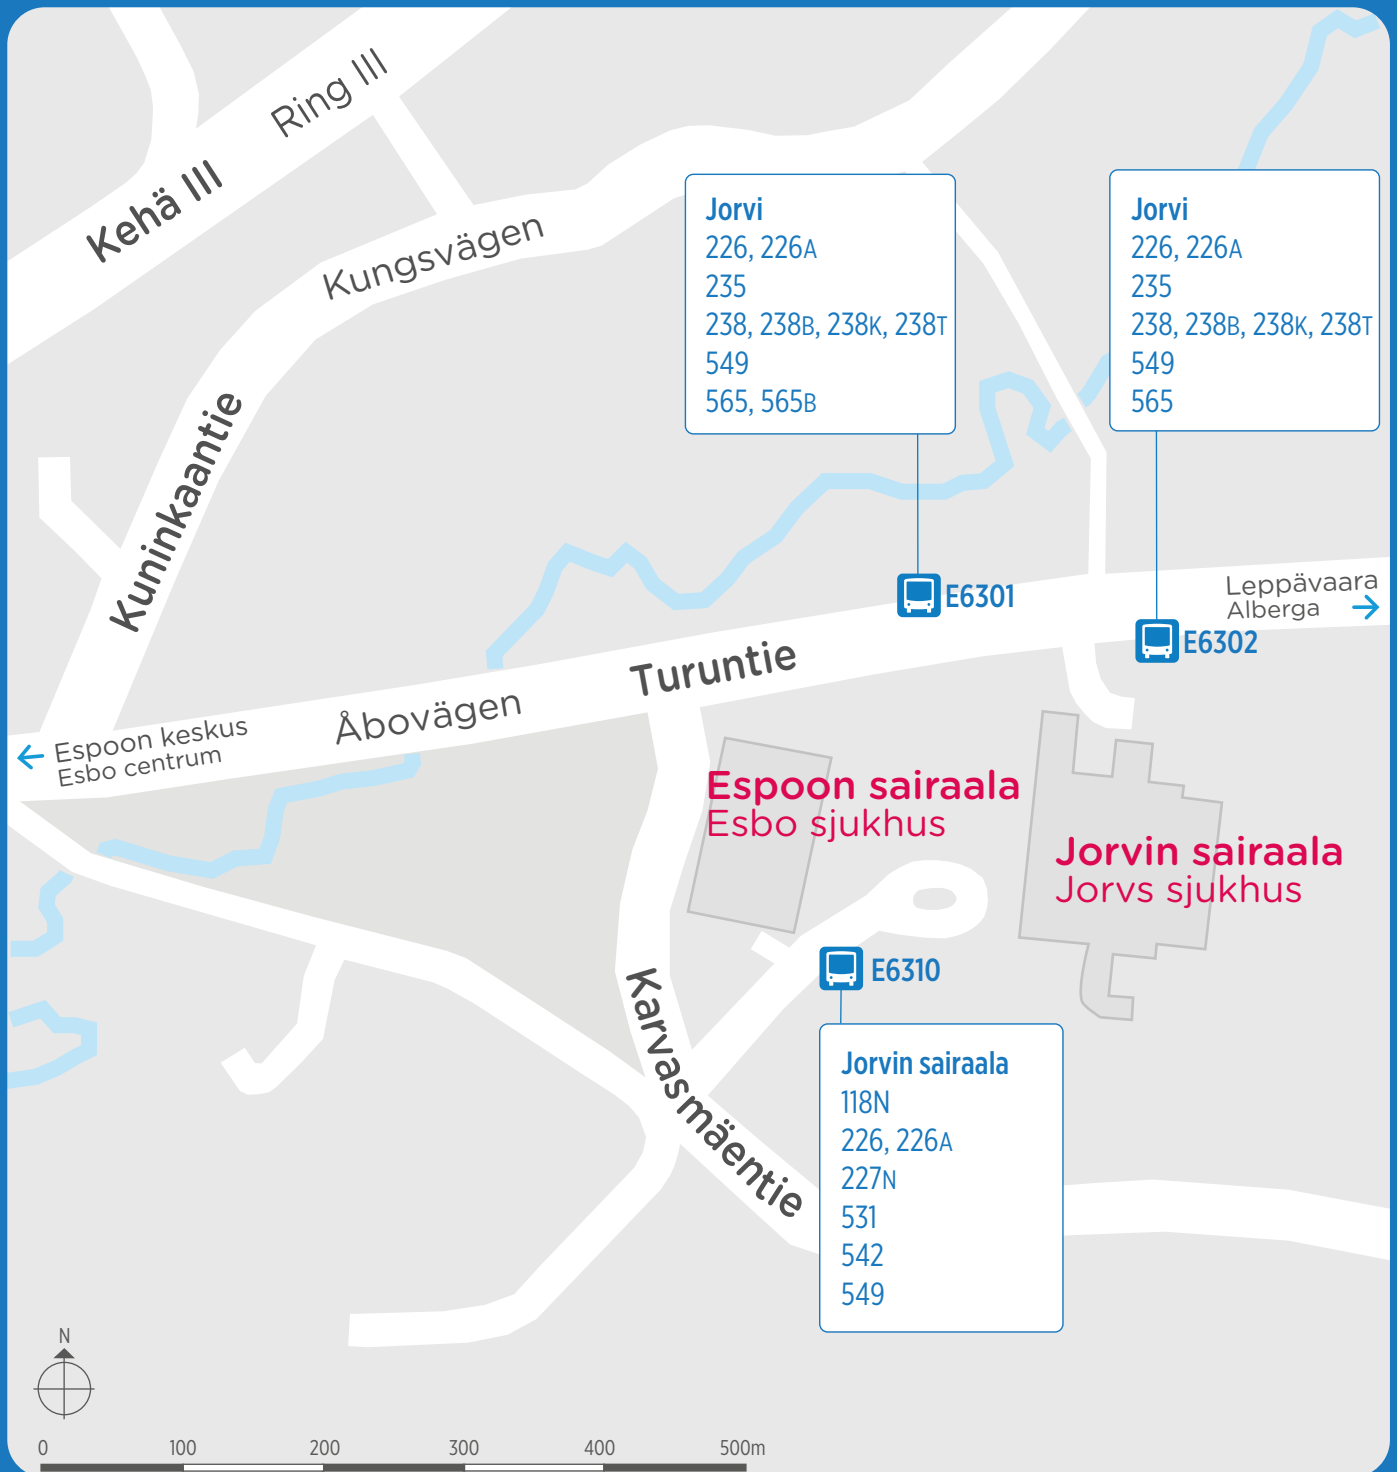 Ring III
Kehä III
Kungsvägen
Kuninkaantie
Jorvi
226, 226A
235
238, 238B, 238K, 238T
549
565, 565B
Jorvi
226, 226A
235
238, 238B, 238K, 238T
549
565
E6301
Leppävaara
Alberga
E6302
Turuntie
Åbovägen
Espoon keskus
Esbo centrum
Espoon sairaala
Esbo sjukhus
Jorvin sairaala
Jorvs sjukhus
E6310
Karvasmäentie
Jorvin sairaala
118N
226, 226A
227N
531
542
549
N
0 100 200 300 400 500m